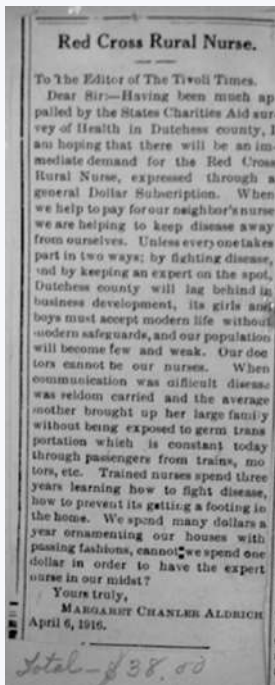 Red Cross Rural Nurse.
To The Editor of The Tivoli Times.
Dear Sir:—Having been much ap
palled by the States Charities Aid sur
vey of Health in Dutchess county, I
am hoping that there will be an im-
mediate demand for the Red Cross
Rural Nurse, expressed through a
general Dollar Subscription. When
we help to pay for our neighbor's nurse
we are helping to keep disease away
from ourselves. Unless every one takes
part in two ways; by fighting disease,
and by keeping an expert on the spot,
Dutchess county will lag behind in
business development, its girls and
boys must accept modern life without
modern safeguards, and our population
will become few and weak. Our doc
tors cannot be our nurses. When
communication was difficult disease
was seldom carried and the average
mother brought up her large family
without being exposed to germ trans
portation which is constant today
through passengers from trains, mo
tors, etc. Trained nurses spend three
years learning how to fight disease,
how to prevent its getting a footing in
the home. We spend many dollars a
year ornamenting our houses with
passing fashions, cannot we spend one
dollar in order to have the expert
nurse in our midst?
Yours truly,
MARGARET CHANLER ALDRICH
April 6, 1916.
Total - $38.00